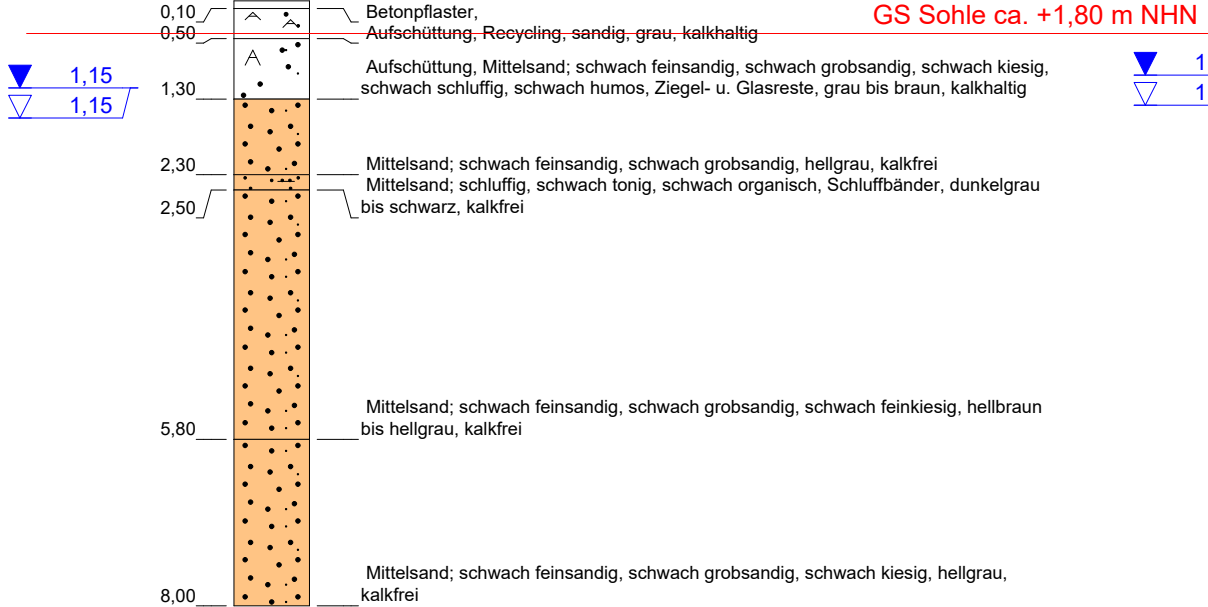 0,10
Betonpflaster,
GS Sohle ca. +1,80 m NHN
0,50
Aufschüttung, Recycling, sandig, grau, kalkhaltig
1,15
1,15
Aufschüttung, Mittelsand; schwach feinsandig, schwach grobsandig, schwach kiesig,
1,30
schwach schluffig, schwach humos, Ziegel- u. Glasreste, grau bis braun, kalkhaltig
1
1
2,30
Mittelsand; schwach feinsandig, schwach grobsandig, hellgrau, kalkfrei
Mittelsand; schluffig, schwach tonig, schwach organisch, Schluffbänder, dunkelgrau
2,50
bis schwarz, kalkfrei
Mittelsand; schwach feinsandig, schwach grobsandig, schwach feinkiesig, hellbraun
5,80
bis hellgrau, kalkfrei
Mittelsand; schwach feinsandig, schwach grobsandig, schwach kiesig, hellgrau,
8,00
kalkfrei